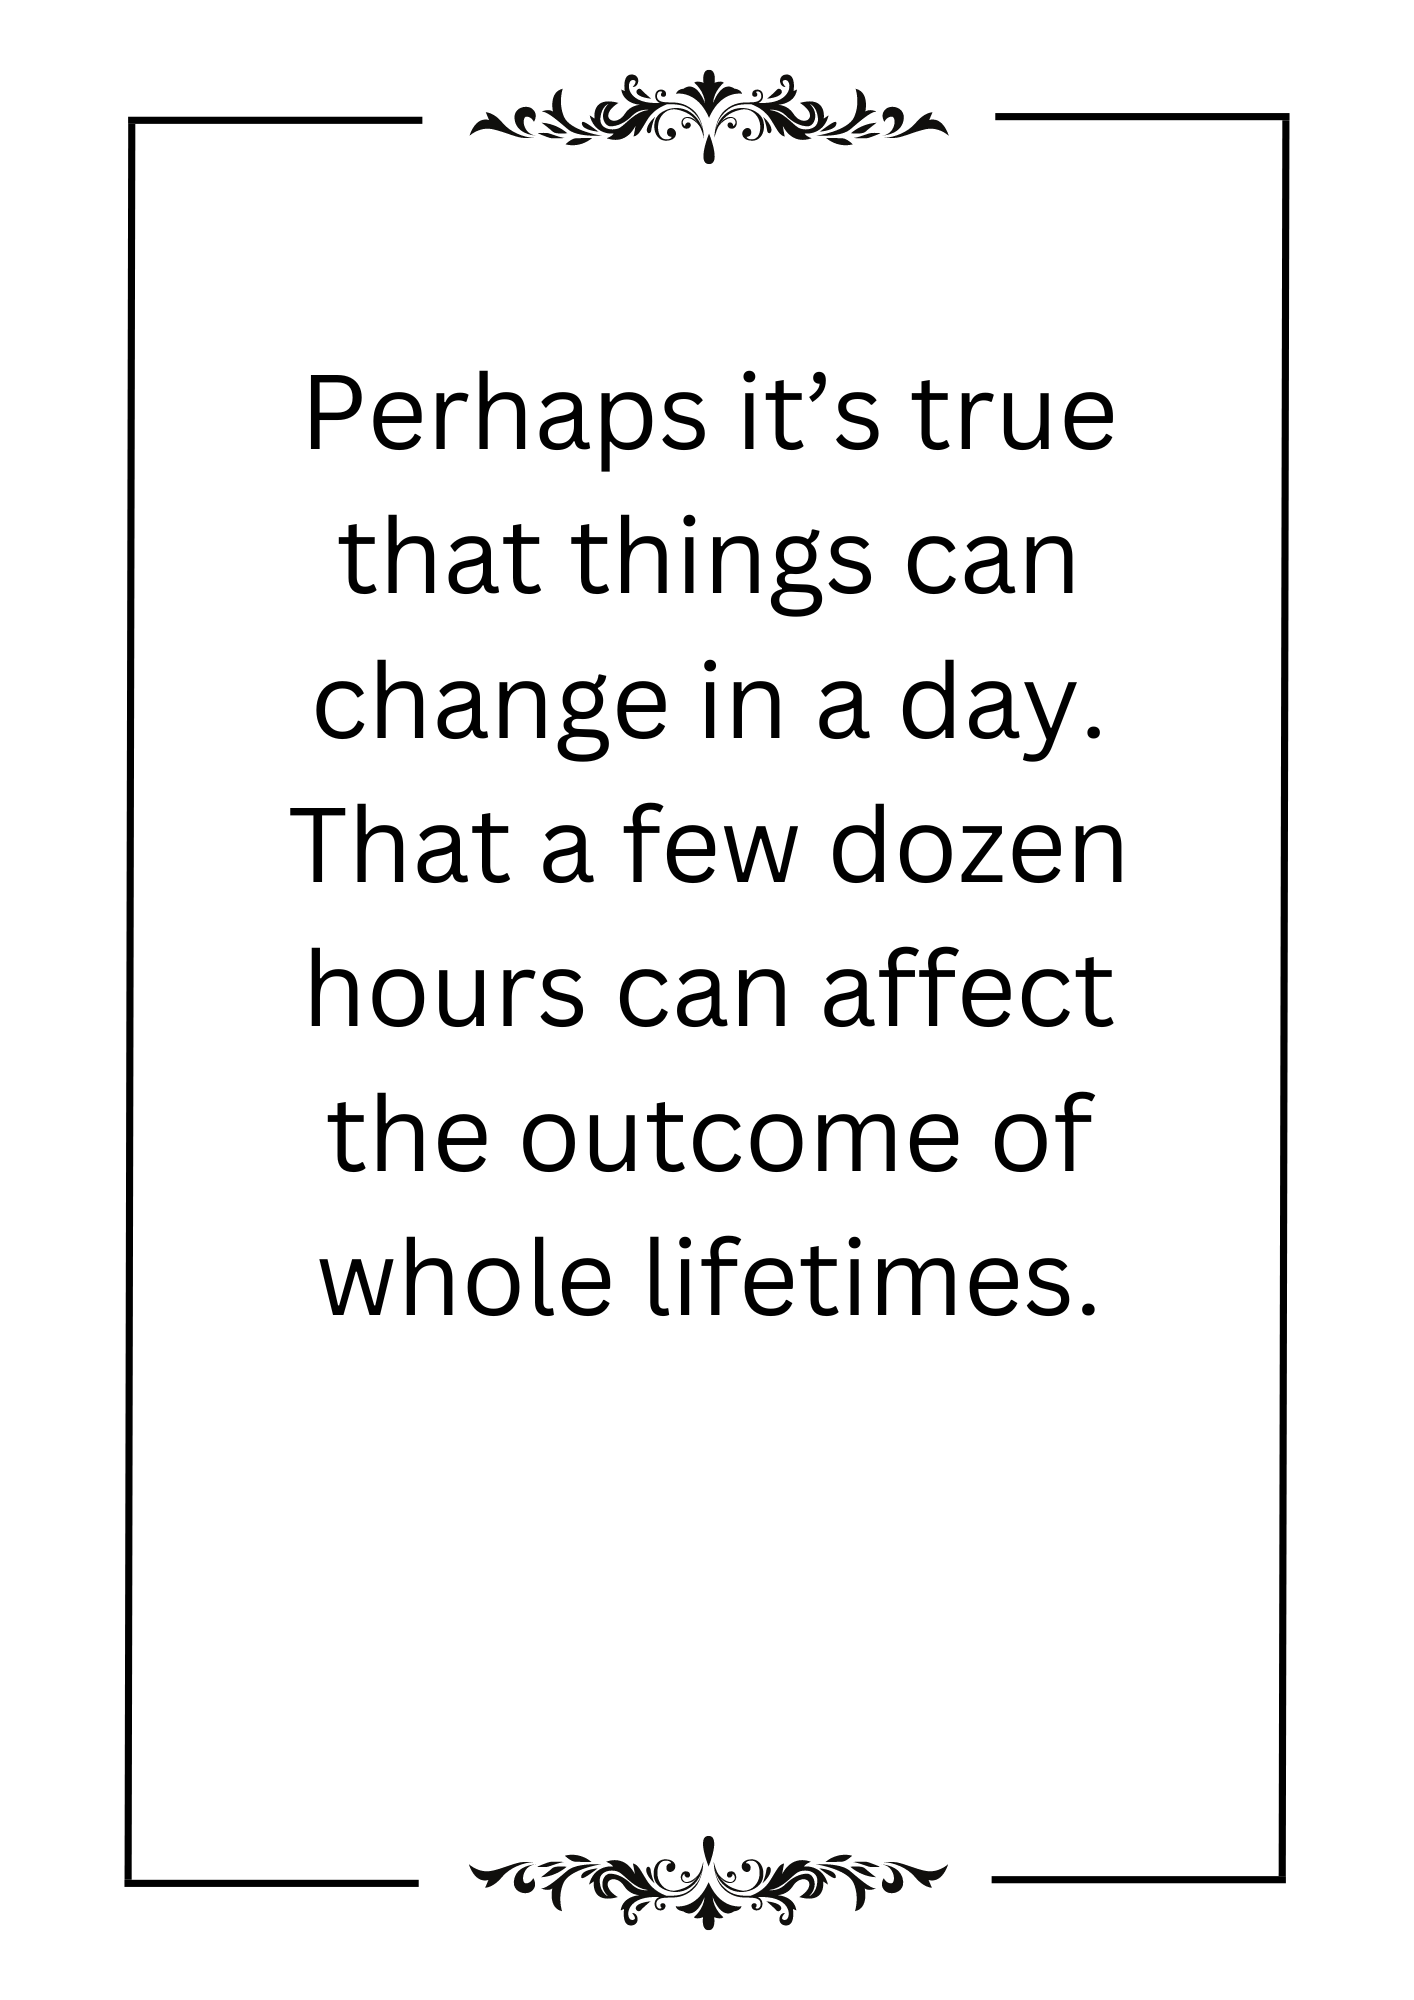 Perhaps it’s true
that things can
change in a day.
That a few dozen
hours can affect
the outcome of
whole lifetimes.